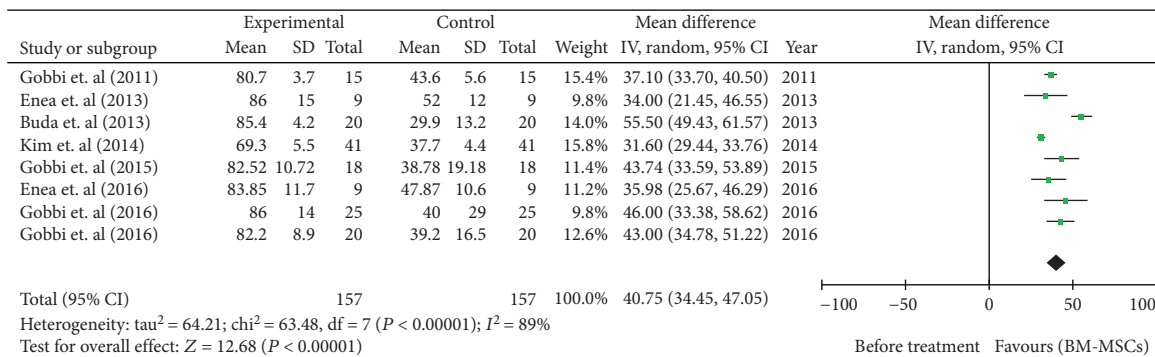 Experimental Control Mean difference Mean difference
Study or subgroup Mean SD Total Mean SD Total Weight IV, random, 95% CI Year IV, random, 95% CI
Gobbi et. al (2011) 80.7 3.7 15 43.6 5.6 15 15.4% 37.10 (33.70, 40.50) 2011
Enea et. al (2013) 86 15 9 52 12 9 9.8% 34.00 (21.45, 46.55) 2013
Buda et. al (2013) 85.4 4.2 20 29.9 13.2 20 14.0% 55.50 (49.43, 61.57) 2013
Kim et. al (2014) 69.3 5.5 41 37.7 4.4 41 15.8% 31.60 (29.44, 33.76) 2014
Gobbi et. al (2015) 82.52 10.72 18 38.78 19.18 18 11.4% 43.74 (33.59, 53.89) 2015
Enea et. al (2016) 83.85 11.7 9 47.87 10.6 9 11.2% 35.98 (25.67, 46.29) 2016
Gobbi et. al (2016) 86 14 25 40 29 25 9.8% 46.00 (33.38, 58.62) 2016
Gobbi et. al (2016) 82.2 8.9 20 39.2 16.5 20 12.6% 43.00 (34.78, 51.22) 2016
Total (95% CI) 157 157 100.0% 40.75 (34.45, 47.05)
−100 −50 0 50 100
Heterogeneity: tau² = 64.21; chi² = 63.48, df = 7 (P < 0.00001); I² = 89%
Test for overall effect: Z = 12.68 (P < 0.00001)
Before treatment Favours (BM-MSCs)